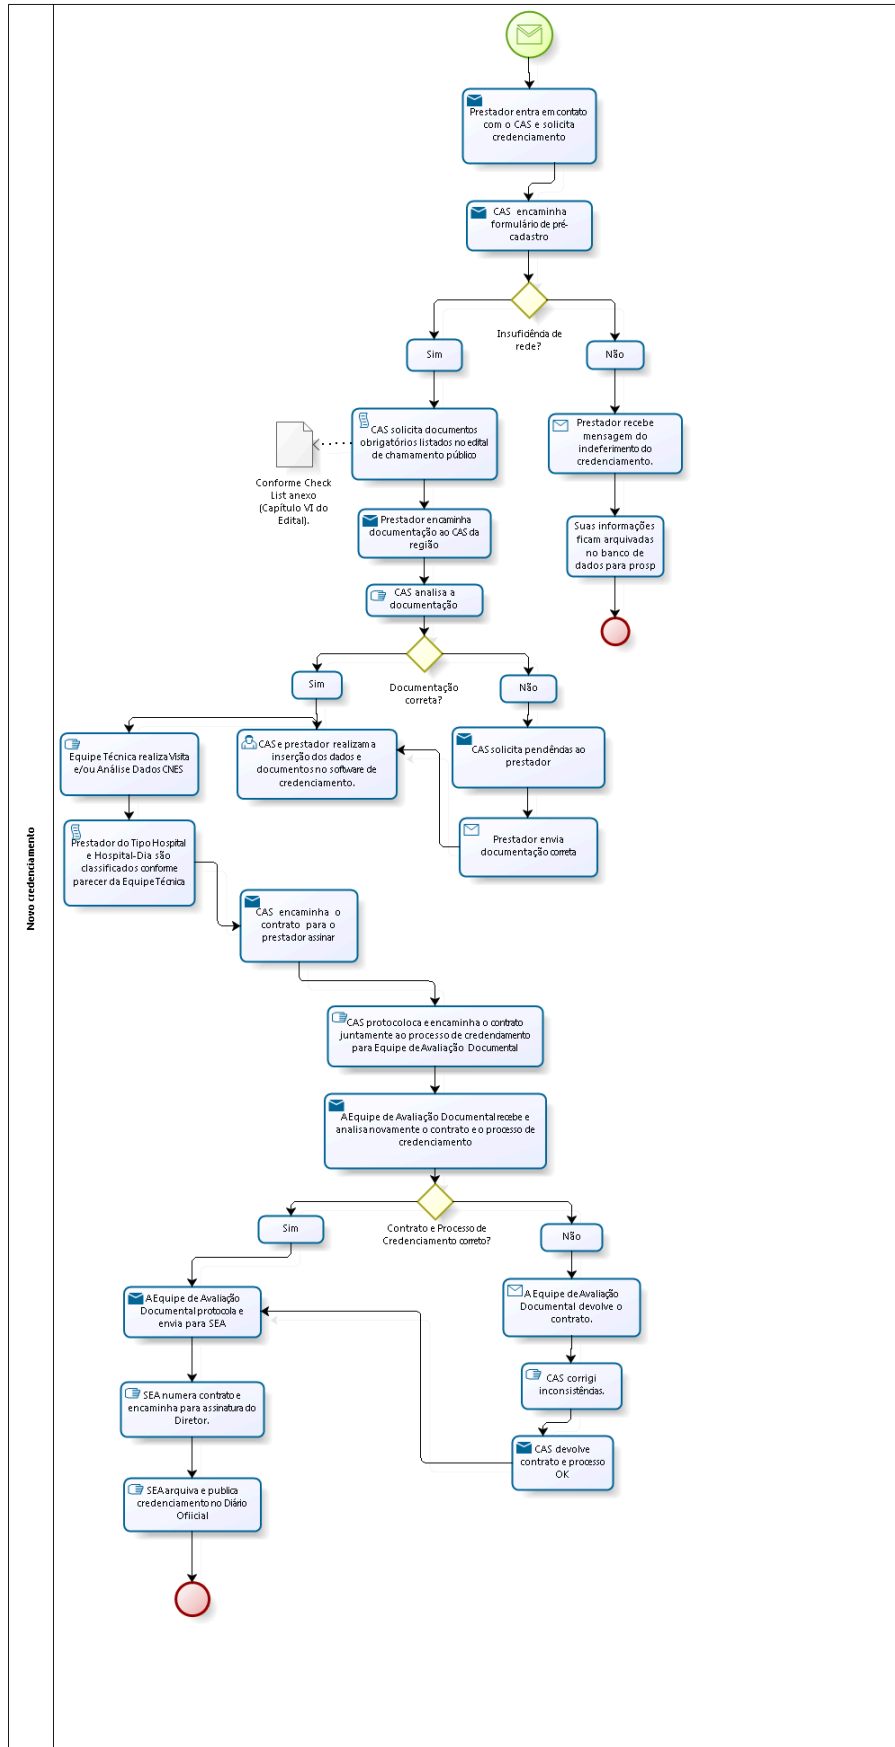 Novo credenciamento
Prestador entra em contato
com o CAS e solicita
credenciamento
CAS encaminha
formulário de pré-
cadastro
Insuficiência de
rede?
Sim
Não
CAS solicita documentos
obrigatórios listados no edital
de chamamento público
Conforme Check
List anexo
(Capítulo VI do
Edital).
Prestador recebe
mensagem do
indeferimento do
credenciamento.
Prestador encaminha
documentação ao CAS da
região
Suas informações
ficam arquivadas
no banco de
dados para prosp
CAS analisa a
documentação
Documentação
correta?
Sim
Não
Equipe Técnica realiza Visita
e/ou Análise Dados CNES
CAS e prestador realizam a
inserção dos dados e
documentos no software de
credenciamento.
CAS solicita pendências ao
prestador
Prestador envia
documentação correta
Prestador do Tipo Hospital
e Hospital-Dia são
classificados conforme
parecer da Equipe Técnica
CAS encaminha o
contrato para o
prestador assinar
CAS protocoloca e encaminha o contrato
juntamente ao processo de credenciamento
para Equipe de Avaliação Documental
A Equipe de Avaliação Documental recebe e
analisa novamente o contrato e o processo de
credenciamento
Contrato e Processo de
Credenciamento correto?
Sim
Não
A Equipe de Avaliação
Documental protocola e
envia para SEA
A Equipe de Avaliação
Documental devolve o
contrato.
CAS corrigi
inconsistências.
SEA numera contrato e
encaminha para assinatura do
Diretor.
CAS devolve
contrato e processo
OK
SEA arquiva e publica
credenciamento no Diário
Ofiicial